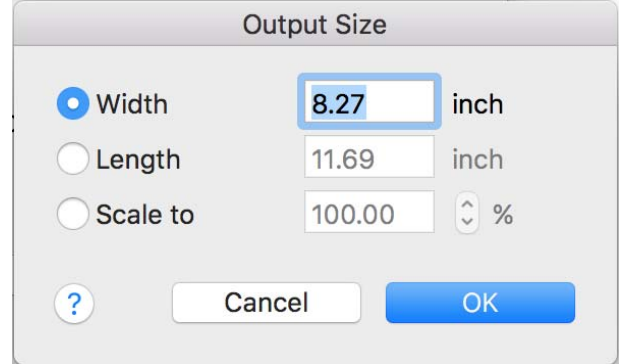 Output Size
Width 8.27 inch
Length 11.69 inch
Scale to 100.00 %
? Cancel OK